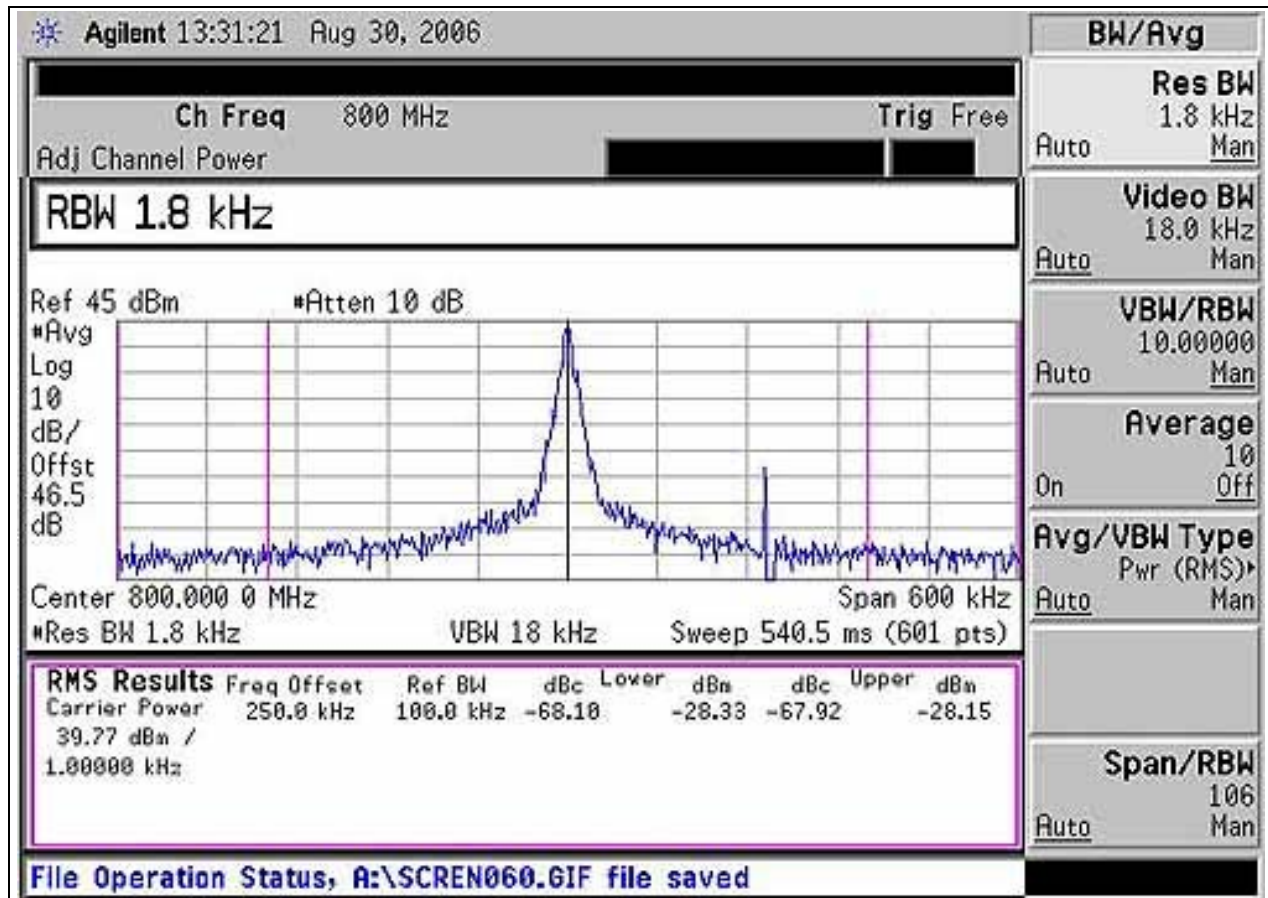 Agilent 13:31:21 Aug 30, 2006
Ch Freq 800 MHz Trig Free
Adj Channel Power
RBW 1.8 kHz
Ref 45 dBm #Atten 10 dB
#Avg
Log
10
dB/
Offst
46.5
dB
Center 800.000 0 MHz Span 600 kHz
#Res BW 1.8 kHz VBW 18 kHz Sweep 540.5 ms (601 pts)
RMS Results Freq Offset Ref BW dBc Lower dBm dBc Upper dBm
Carrier Power 250.0 kHz 100.0 kHz -68.10 -28.33 -67.92 -28.15
39.77 dBm /
1.00000 kHz
File Operation Status, A:\SCREN060.GIF file saved
BW/Avg
Res BW
1.8 kHz
Auto Man
Video BW
18.0 kHz
Auto Man
VBW/RBW
10.00000
Auto Man
Average
10
On Off
Avg/VBW Type
Pwr (RMS)
Auto Man
Span/RBW
106
Auto Man